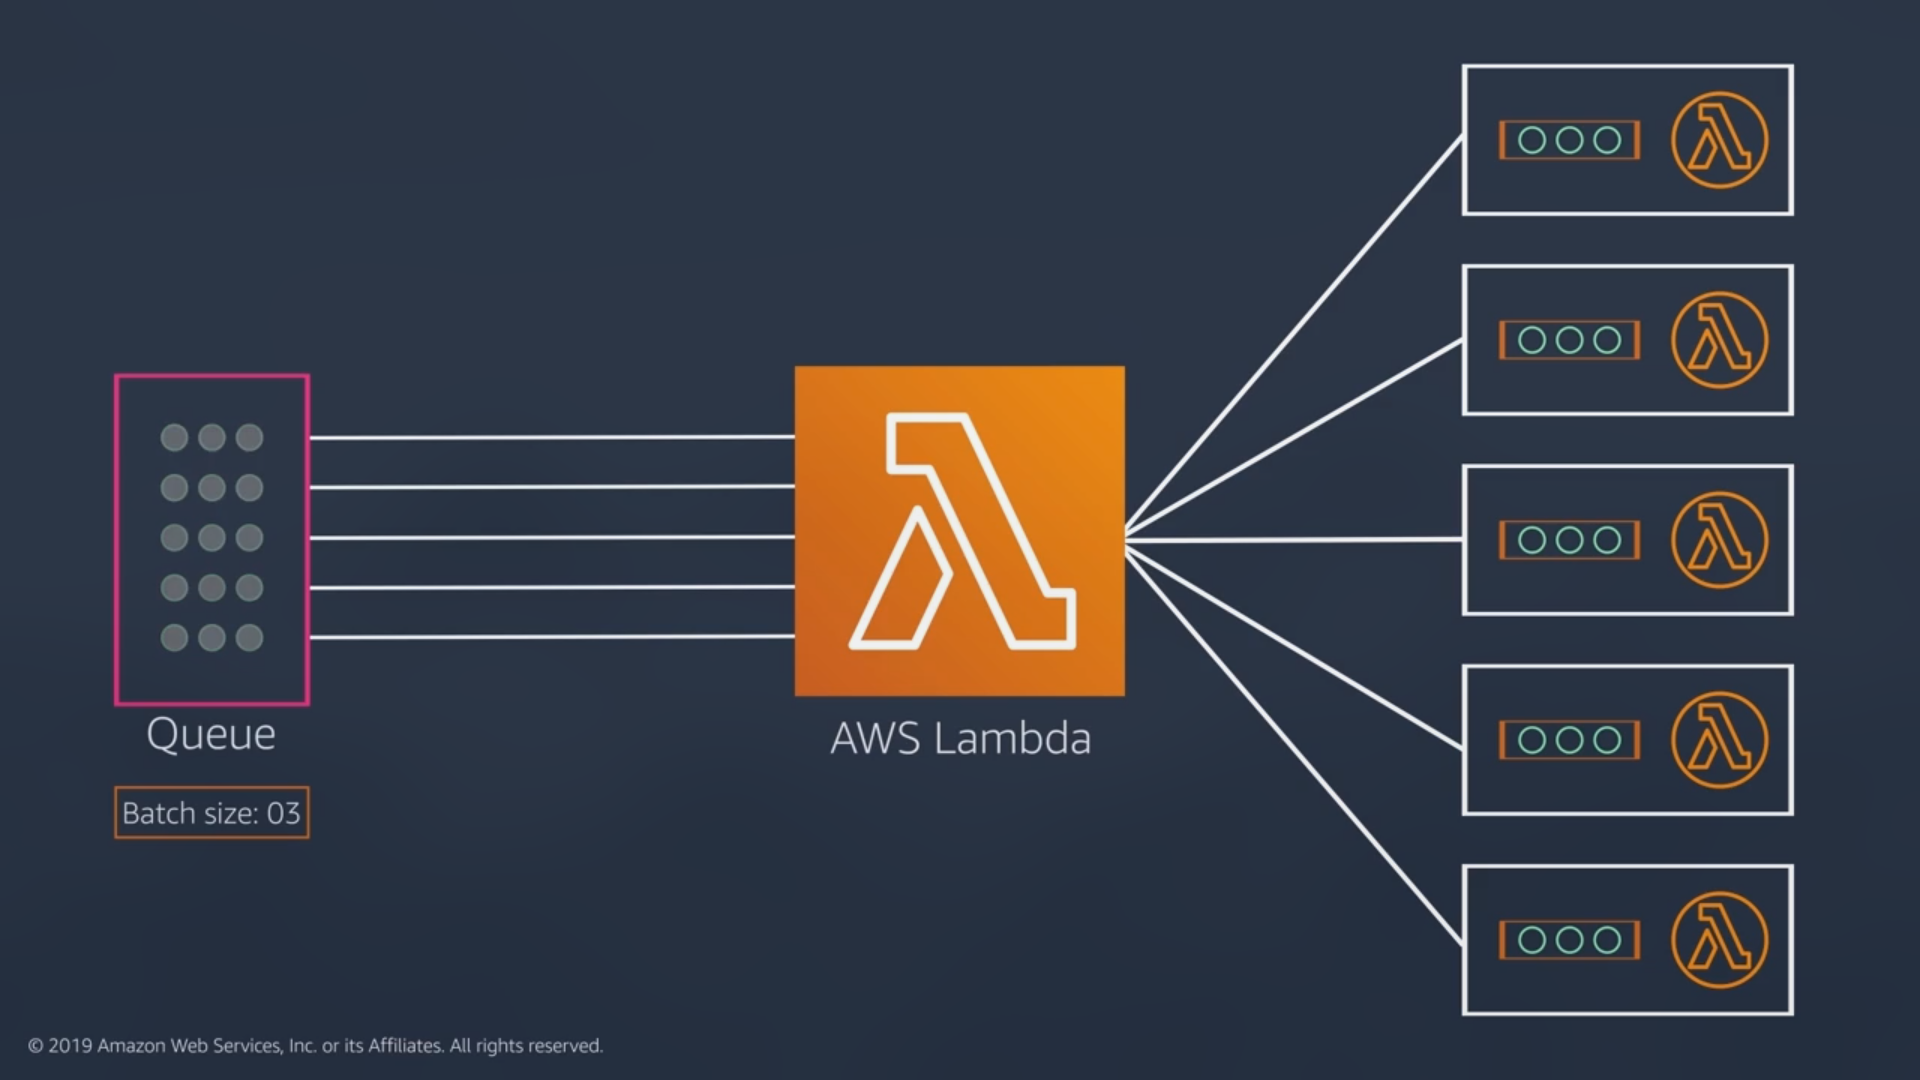 Queue
Batch size: 03
AWS Lambda
© 2019 Amazon Web Services, Inc. or its Affiliates. All rights reserved.